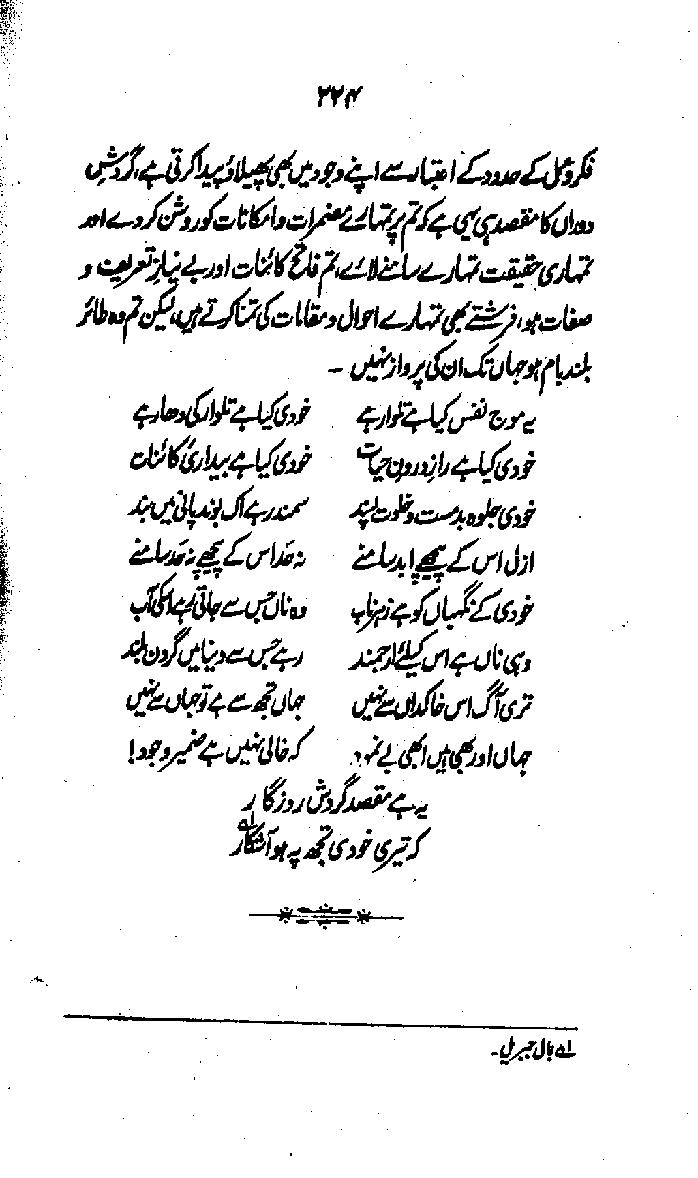 ۲۲۴
فکر و عمل کے حدود کے اعتبار سے اپنے وجود میں بھی پھیلاؤ پیدا کرتی ہے، گردشِ
دوراں کا مقصد ہی یہی ہے کہ تم پر تمہارے مضمرات و امکانات کو روشن کر دے اور
تمہاری حقیقت تمہارے سامنے لائے، تم فاتحِ کائنات اور بے نیازِ تعریف و
صفات ہو، فرشتے بھی تمہارے احوال و مقامات کی تمنا کرتے ہیں، لیکن تم وہ طائر
بلند بام ہو جہاں تک ان کی پرواز نہیں ۔
یہ موج نفس کیا ہے تلوار ہے خودی کیا ہے تلوار کی دھار ہے
خودی کیا ہے رازِ درونِ حیات خودی کیا ہے بیداریٔ کائنات
خودی جلوہ بدمست و خلوت پسند سمندر ہے اک بوند پانی میں بند
ازل اس کے پیچھے ابد سامنے نہ حد اس کے پیچھے نہ حد سامنے
خودی کے نگہباں کو ہے زہرِ ناب وہ ناں جس سے جاتی رہے اسکی آب
وہی ناں ہے اس کیلئے ارجمند رہے جس سے دنیا میں گردن بلند
تری آگ اس خاکداں سے نہیں جہاں تجھ سے ہے تو جہاں سے نہیں
جہاں اور بھی ہیں ابھی بے نمود کہ خالی نہیں ہے ضمیر وجود!
یہ ہے مقصد گردش روزگار
کہ تیری خودی تجھ پہ ہو آشکار لہ
لہ بال جبریل۔